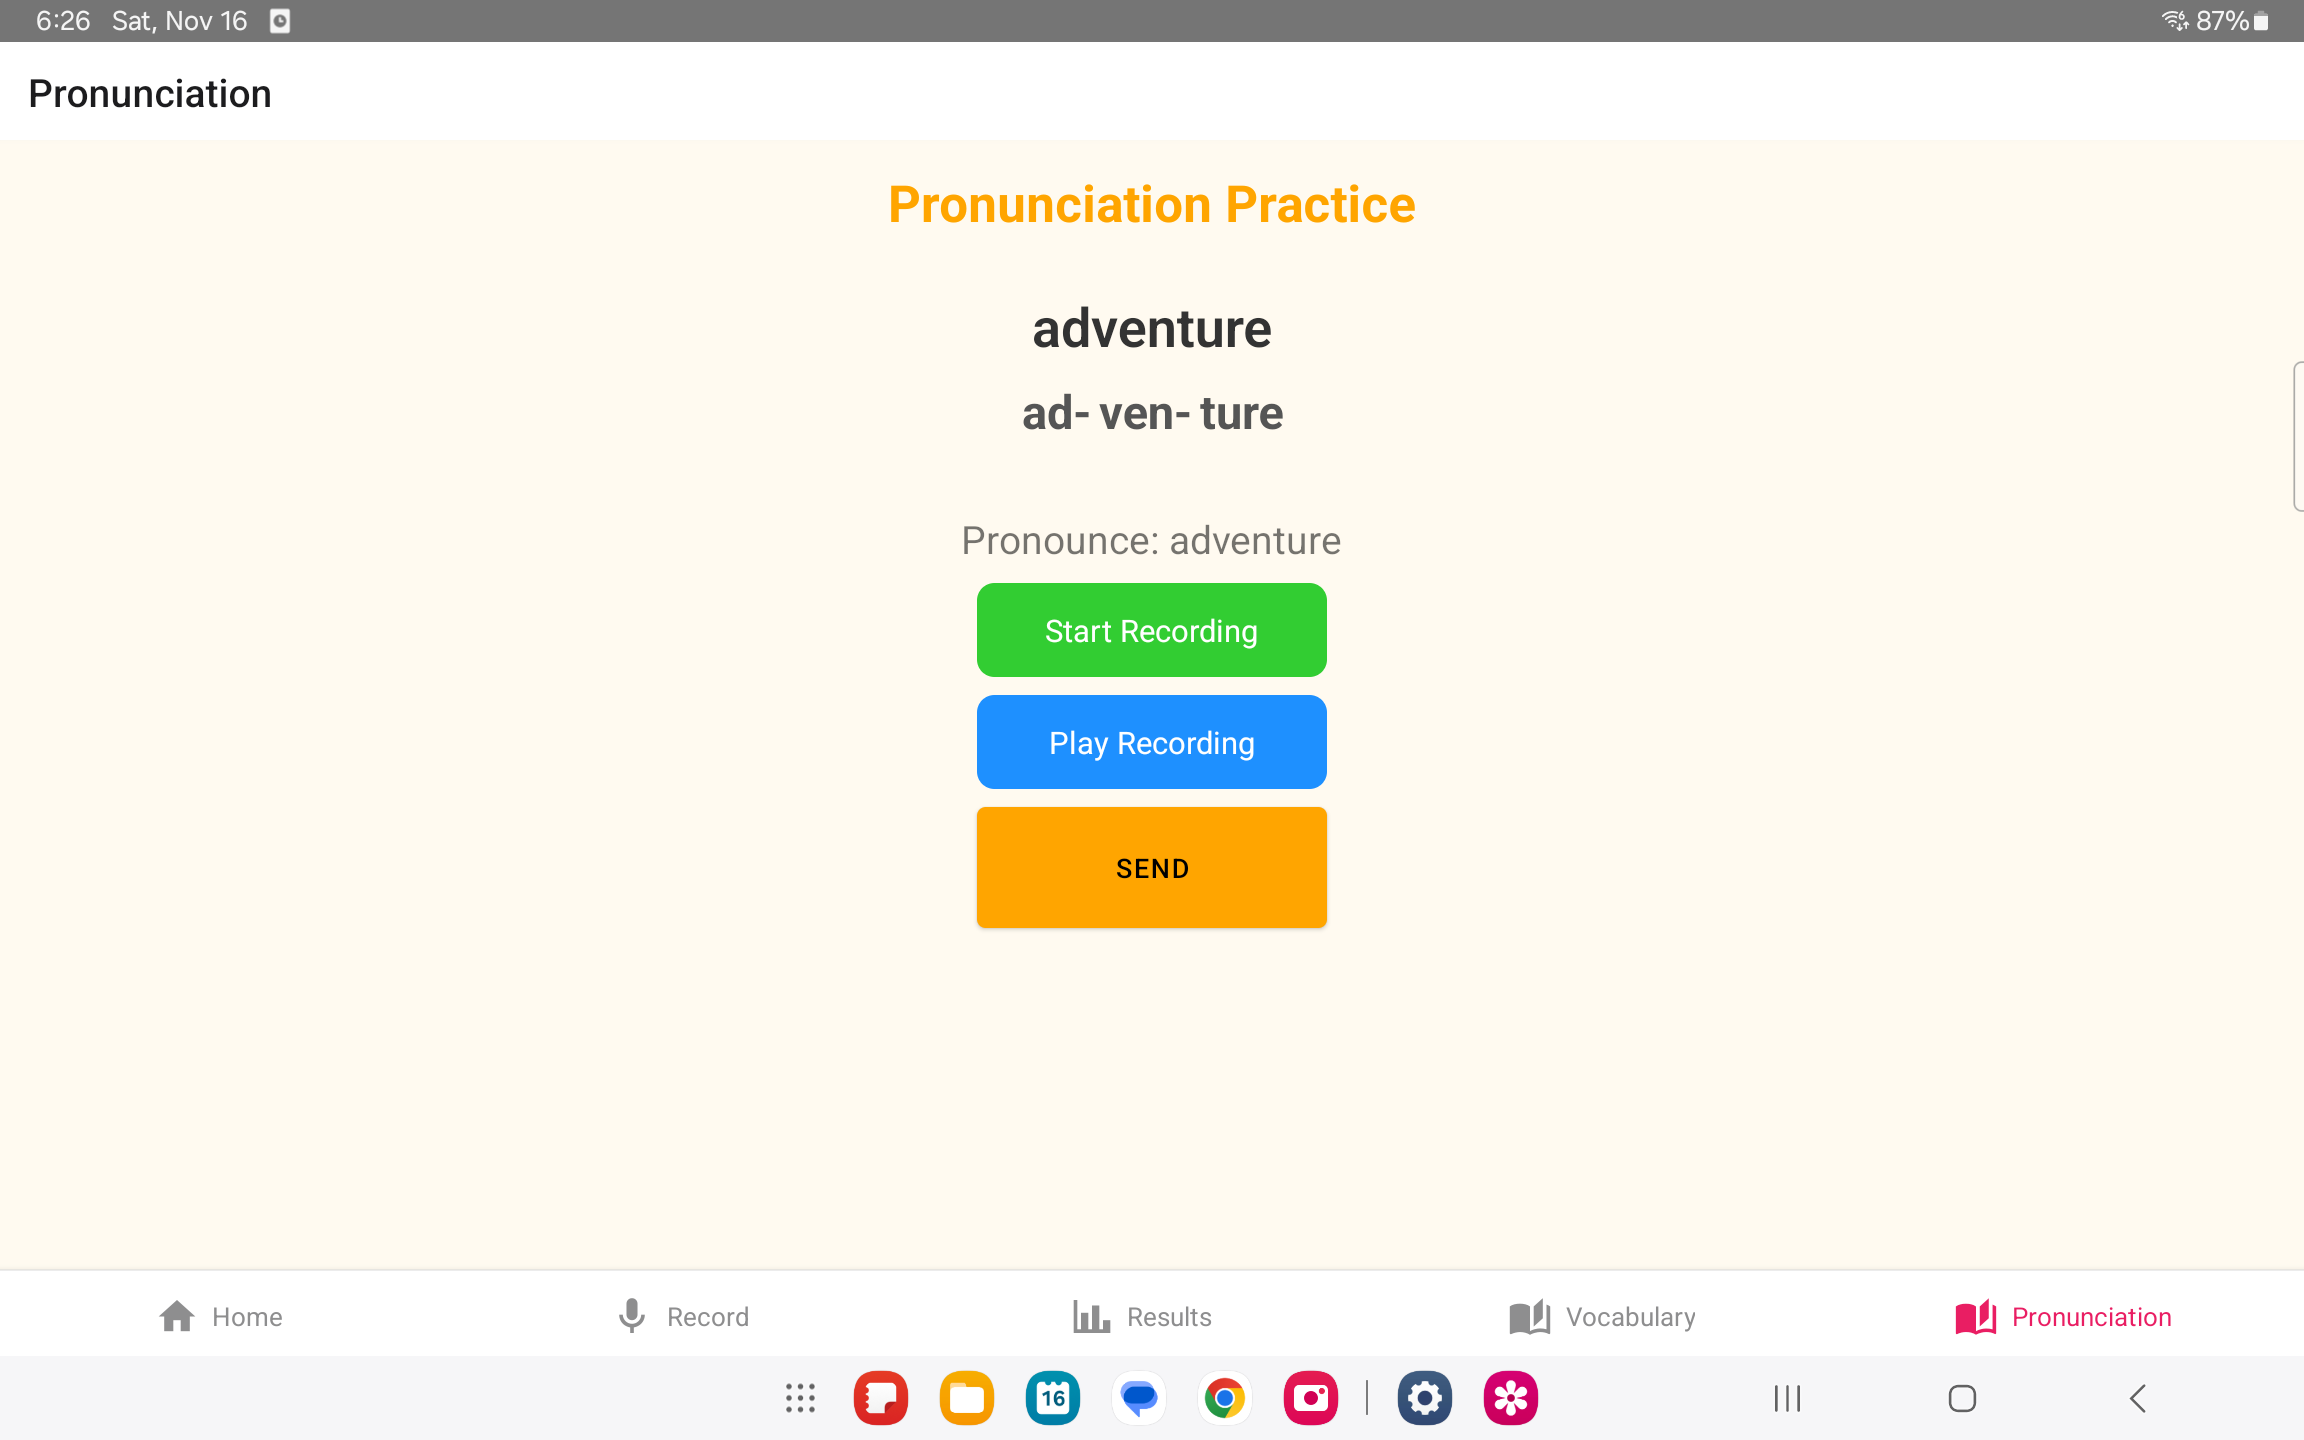 6:26 Sat, Nov 16 87%
Pronunciation
Pronunciation Practice
adventure
ad- ven- ture
Pronounce: adventure
Start Recording
Play Recording
SEND
Home Record Results Vocabulary Pronunciation
16